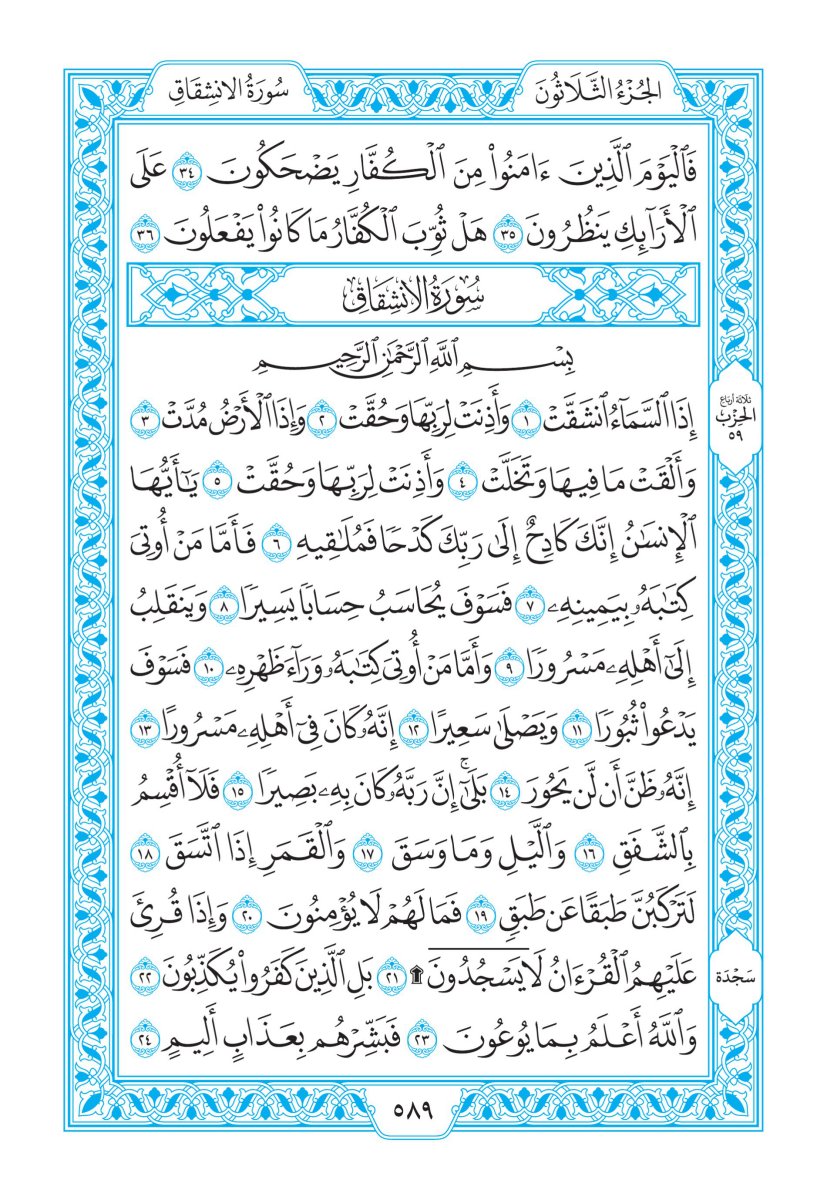 الجُزْءُ الثَّلَاثُونَ
سُورَةُ الانشِقَاقِ
فَٱلْيَوْمَ ٱلَّذِينَ ءَامَنُوا۟ مِنَ ٱلْكُفَّارِ يَضْحَكُونَ ٣٤ عَلَى
ٱلْأَرَآئِكِ يَنظُرُونَ ٣٥ هَلْ ثُوِّبَ ٱلْكُفَّارُ مَا كَانُوا۟ يَفْعَلُونَ ٣٦
سُورَةُ الانشِقَاقِ
بِسْمِ ٱللَّهِ ٱلرَّحْمَٰنِ ٱلرَّحِيمِ
إِذَا ٱلسَّمَآءُ ٱنشَقَّتْ ١ وَأَذِنَتْ لِرَبِّهَا وَحُقَّتْ ٢ وَإِذَا ٱلْأَرْضُ مُدَّتْ ٣
وَأَلْقَتْ مَا فِيهَا وَتَخَلَّتْ ٤ وَأَذِنَتْ لِرَبِّهَا وَحُقَّتْ ٥ يَٰٓأَيُّهَا
ٱلْإِنسَٰنُ إِنَّكَ كَادِحٌ إِلَىٰ رَبِّكَ كَدْحًا فَمُلَٰقِيهِ ٦ فَأَمَّا مَنْ أُوتِىَ
كِتَٰبَهُۥ بِيَمِينِهِۦ ٧ فَسَوْفَ يُحَاسَبُ حِسَابًا يَسِيرًا ٨ وَيَنقَلِبُ
إِلَىٰٓ أَهْلِهِۦ مَسْرُورًا ٩ وَأَمَّا مَنْ أُوتِىَ كِتَٰبَهُۥ وَرَآءَ ظَهْرِهِۦ ١٠ فَسَوْفَ
يَدْعُوا۟ ثُبُورًا ١١ وَيَصْلَىٰ سَعِيرًا ١٢ إِنَّهُۥ كَانَ فِىٓ أَهْلِهِۦ مَسْرُورًا ١٣
إِنَّهُۥ ظَنَّ أَن لَّن يَحُورَ ١٤ بَلَىٰٓۚ إِنَّ رَبَّهُۥ كَانَ بِهِۦ بَصِيرًا ١٥ فَلَآ أُقْسِمُ
بِٱلشَّفَقِ ١٦ وَٱلَّيْلِ وَمَا وَسَقَ ١٧ وَٱلْقَمَرِ إِذَا ٱتَّسَقَ ١٨
لَتَرْكَبُنَّ طَبَقًا عَن طَبَقٍ ١٩ فَمَا لَهُمْ لَا يُؤْمِنُونَ ٢٠ وَإِذَا قُرِئَ
عَلَيْهِمُ ٱلْقُرْءَانُ لَا يَسْجُدُونَ ۩ ٢١ بَلِ ٱلَّذِينَ كَفَرُوا۟ يُكَذِّبُونَ ٢٢
وَٱللَّهُ أَعْلَمُ بِمَا يُوعُونَ ٢٣ فَبَشِّرْهُم بِعَذَابٍ أَلِيمٍ ٢٤
ثلاثة أرباع
الحِزْب
٥٩
سَجْدَة
٥٨٩